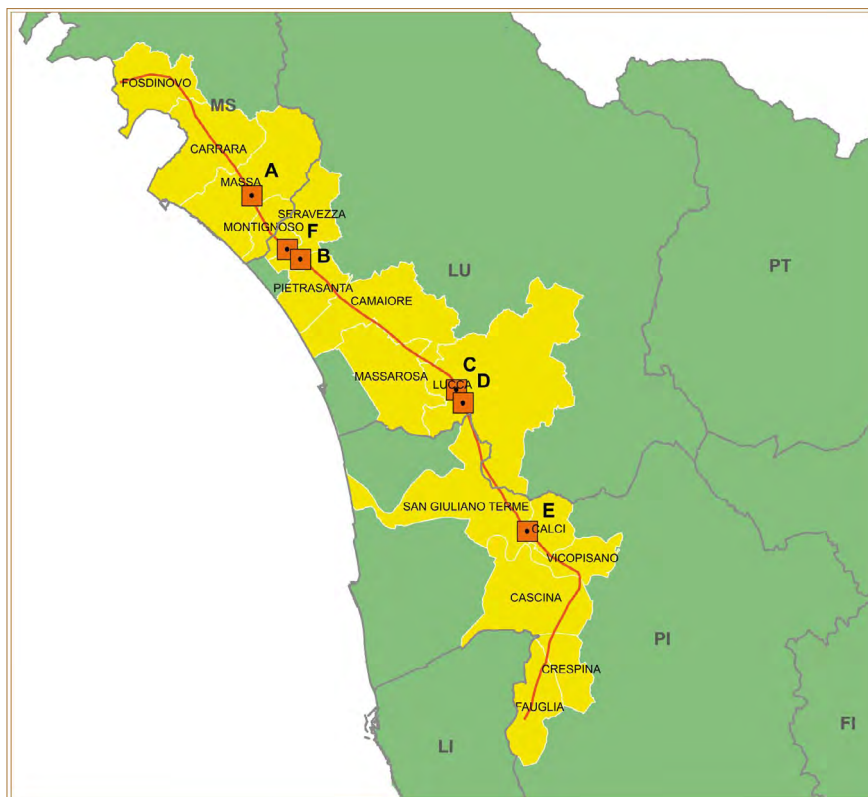 FOSDINOVO
MS
CARRARA
A
MASSA
SERAVEZZA
MONTIGNOSO
F
B
LU
PT
PIETRASANTA
CAMAIORE
C
MASSAROSA
LUCCA
D
SAN GIULIANO TERME
E
CALCI
VICOPISANO
CASCINA
PI
CRESPINA
FAUGLIA
FI
LI